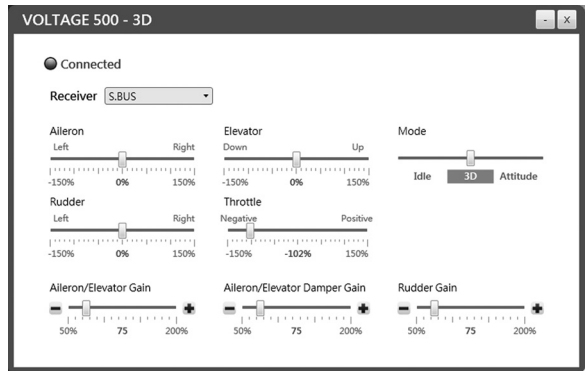 VOLTAGE 500 - 3D
- X
Connected
Receiver S.BUS
Aileron Elevator Mode
Left Right Down Up
-150% 0% 150% -150% 0% 150% Idle 3D Attitude
Rudder Throttle
Left Right Negative Positive
-150% 0% 150% -150% -102% 150%
Aileron/Elevator Gain Aileron/Elevator Damper Gain Rudder Gain
50% 75 200% 50% 75 200% 50% 75 200%